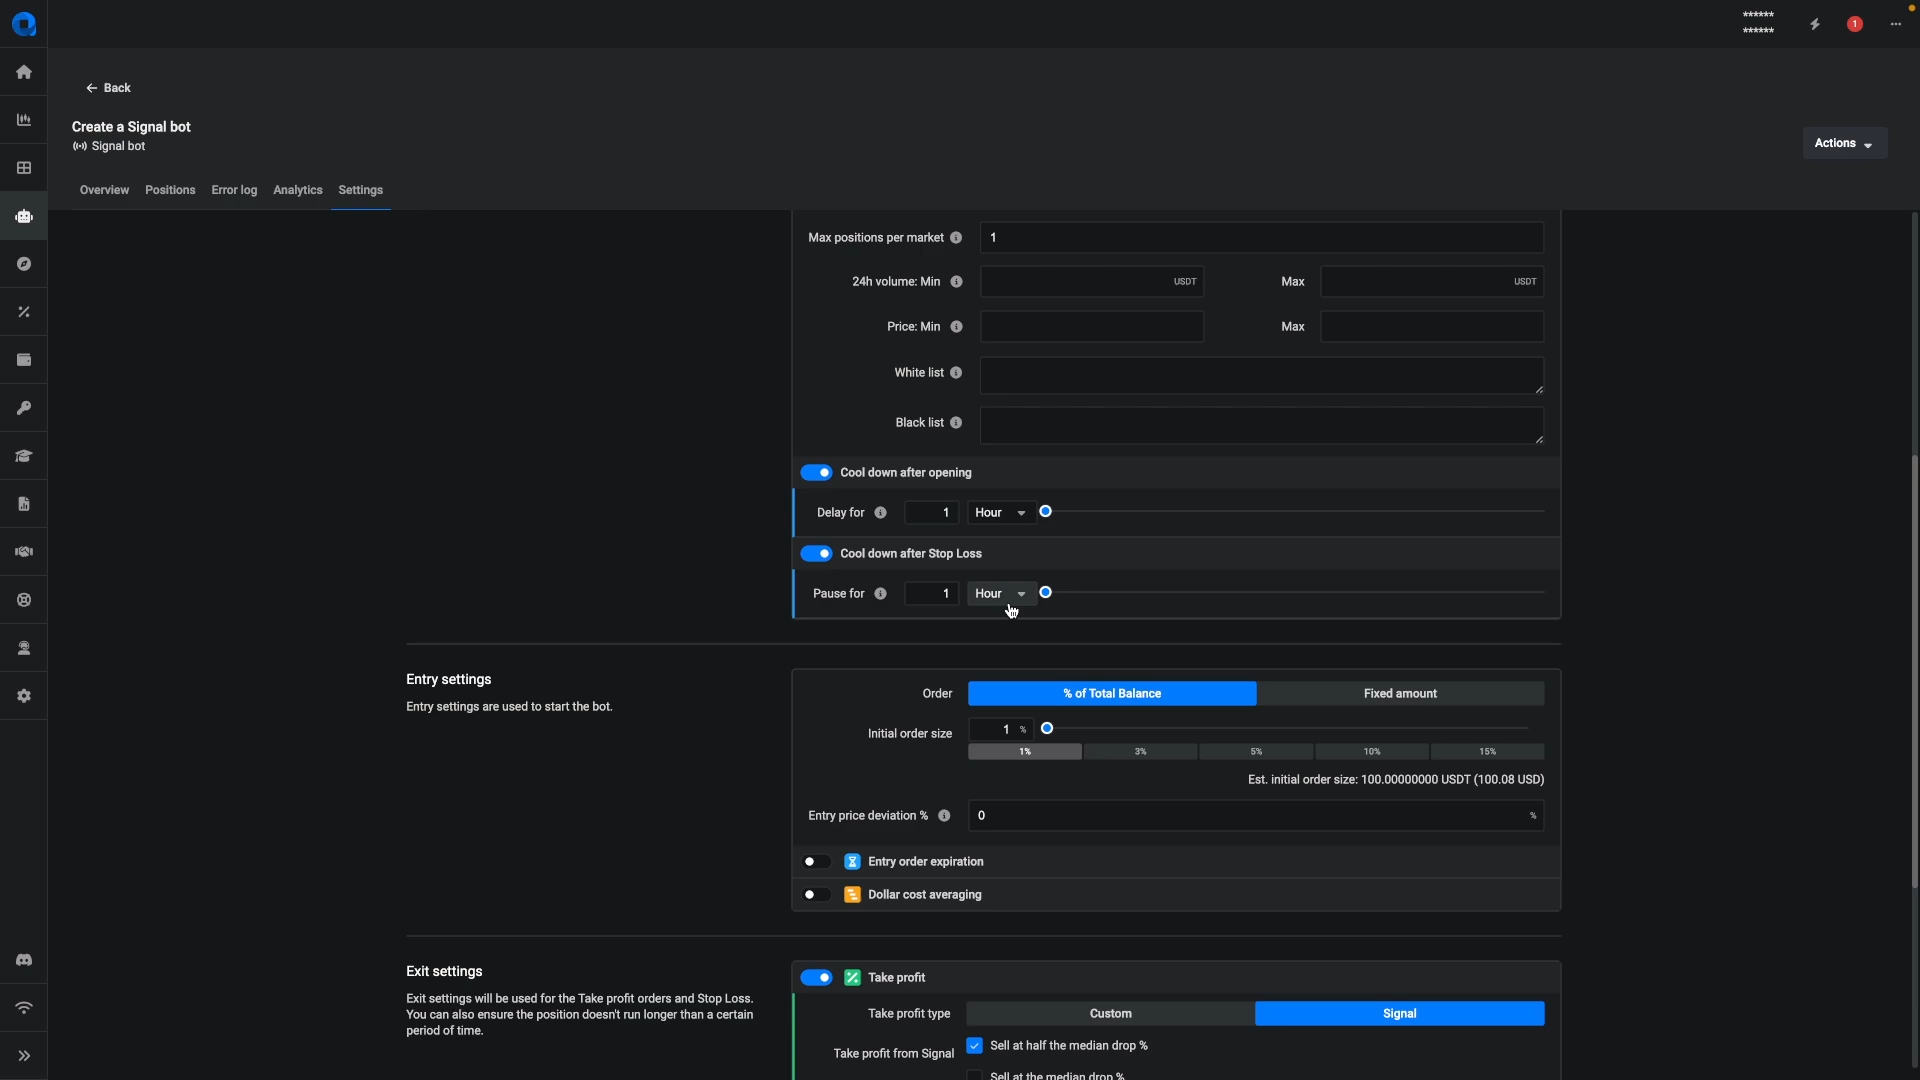 ******
******
1
Back
Create a Signal bot
Signal bot
Actions
Overview Positions Error log Analytics Settings
Max positions per market 1
24h volume: Min USDT Max USDT
Price: Min Max
White list
Black list
Cool down after opening
Delay for 1 Hour
Cool down after Stop Loss
Pause for 1 Hour
Entry settings
Entry settings are used to start the bot.
Order % of Total Balance Fixed amount
Initial order size 1 %
1% 3% 5% 10% 15%
Est. initial order size: 100.00000000 USDT (100.08 USD)
Entry price deviation % 0 %
Entry order expiration
Dollar cost averaging
Exit settings
Exit settings will be used for the Take profit orders and Stop Loss.
You can also ensure the position doesn't run longer than a certain
period of time.
Take profit
Take profit type Custom Signal
Take profit from Signal Sell at half the median drop %
Sell at the median drop %